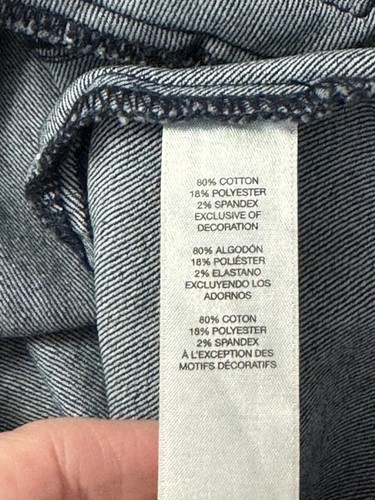 80% COTTON
18% POLYESTER
2% SPANDEX
EXCLUSIVE OF
DECORATION
80% ALGODÓN
18% POLIÉSTER
2% ELASTANO
EXCLUYENDO LOS
ADORNOS
80% COTON
18% POLYESTER
2% SPANDEX
À L'EXCEPTION DES
MOTIFS DÉCORATIFS